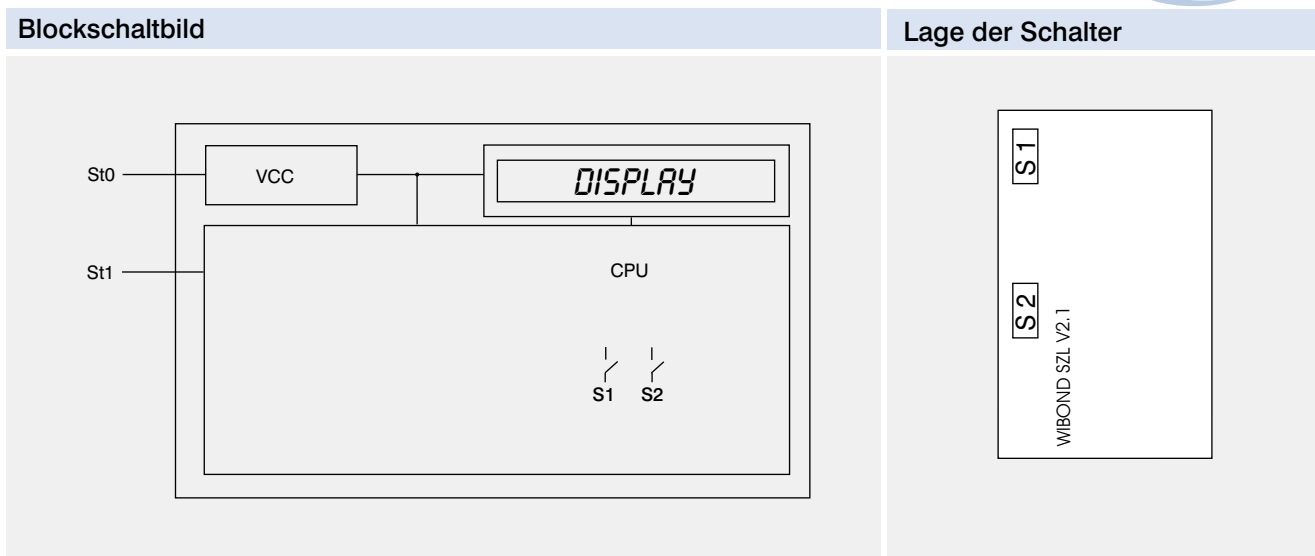 Blockschaltbild
Lage der Schalter
St0
VCC
DISPLAY
St1
CPU
S1 S2
S 1
S 2
WIBOND SZL V2.1